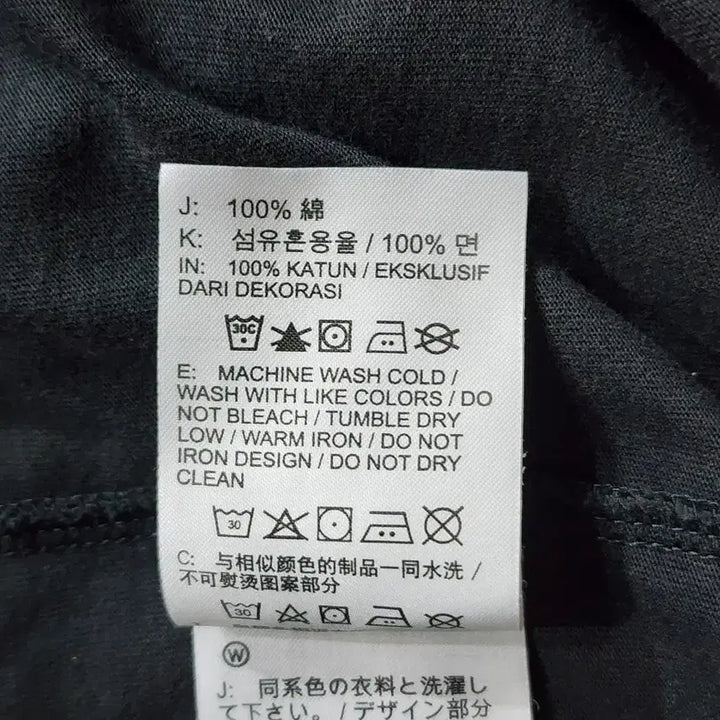 J: 100% 綿
K: 섬유혼용율 / 100% 면
IN: 100% KATUN / EKSKLUSIF
DARI DEKORASI
30C
E: MACHINE WASH COLD /
WASH WITH LIKE COLORS / DO
NOT BLEACH / TUMBLE DRY
LOW / WARM IRON / DO NOT
IRON DESIGN / DO NOT DRY
CLEAN
30
C: 与相似颜色的制品一同水洗 /
不可熨烫图案部分
30
W
J: 同系色の衣料と洗濯し
て下さい。 / デザイン部分